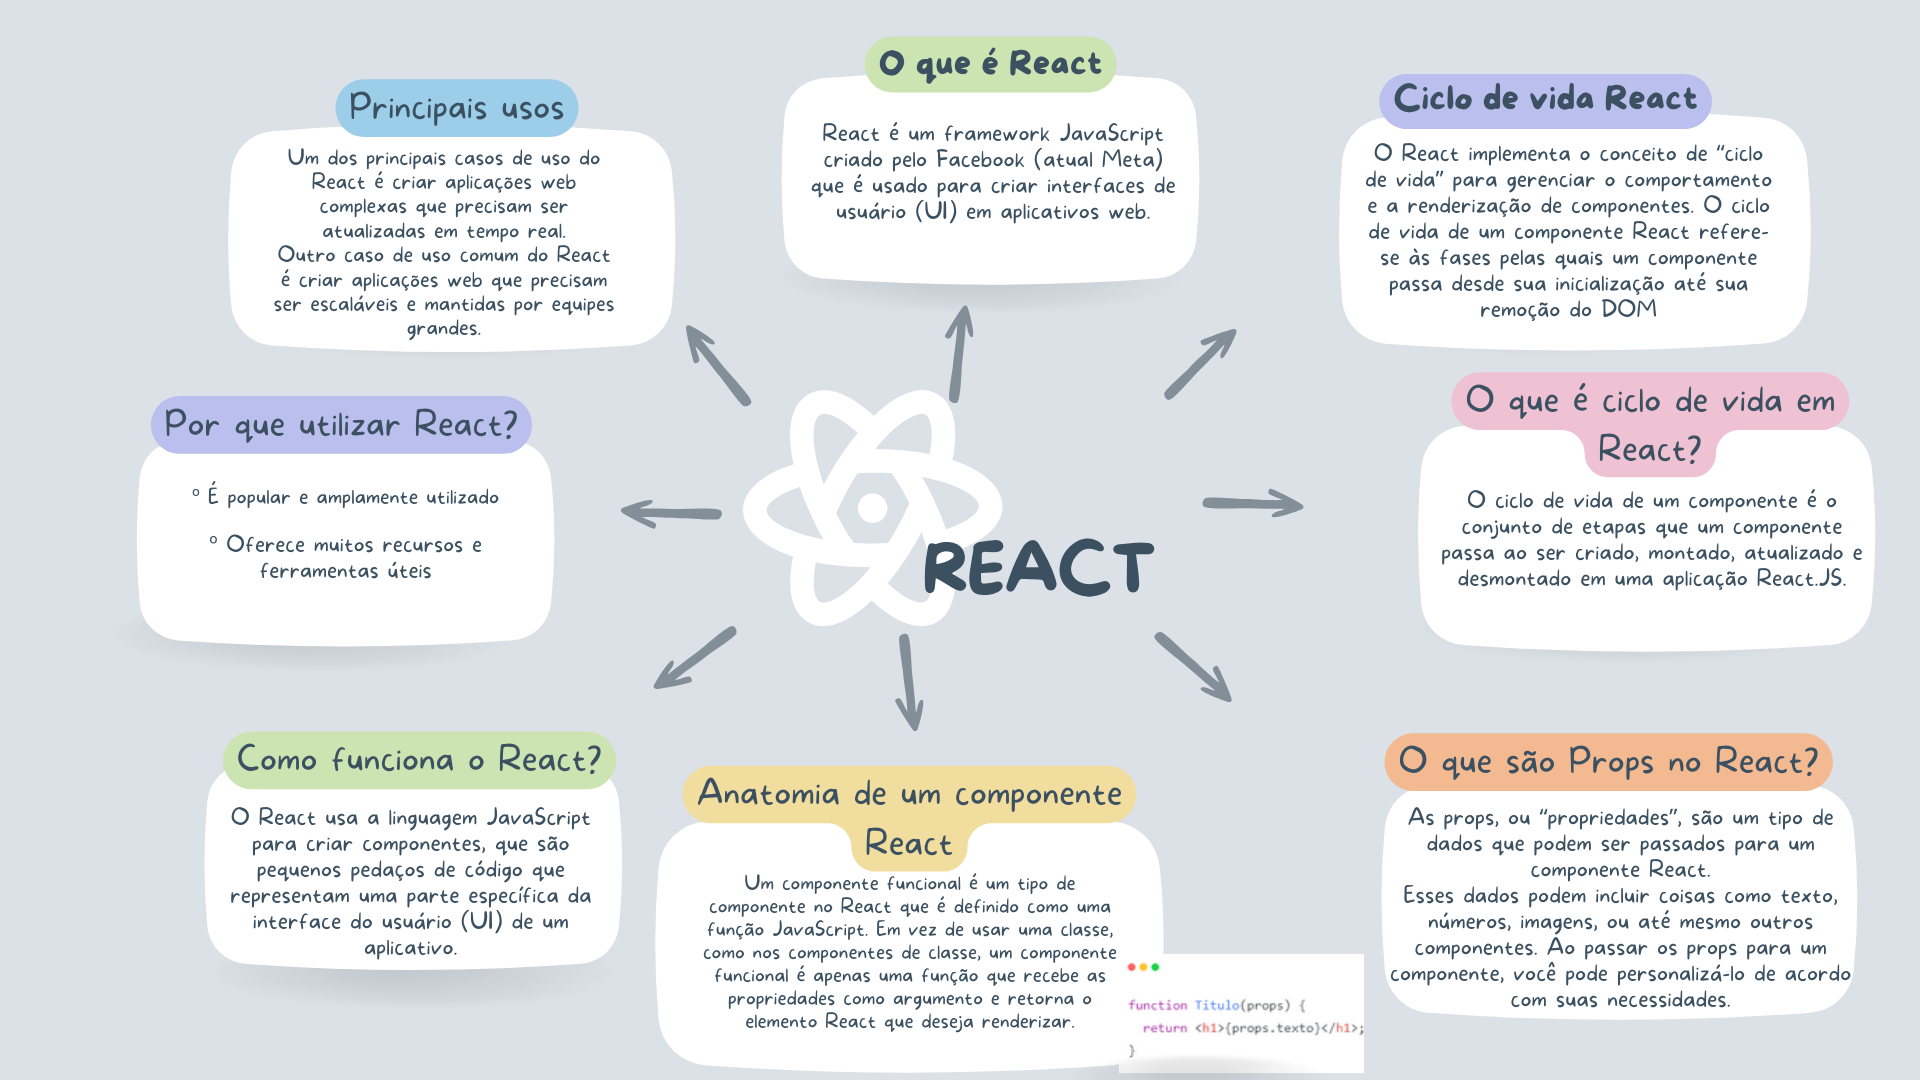 O que é React
React é um framework JavaScript
criado pelo Facebook (atual Meta)
que é usado para criar interfaces de
usuário (UI) em aplicativos web.
Principais usos
Um dos principais casos de uso do
React é criar aplicações web
complexas que precisam ser
atualizadas em tempo real.
Outro caso de uso comum do React
é criar aplicações web que precisam
ser escaláveis e mantidas por equipes
grandes.
Ciclo de vida React
O React implementa o conceito de “ciclo
de vida” para gerenciar o comportamento
e a renderização de componentes. O ciclo
de vida de um componente React refere-
se às fases pelas quais um componente
passa desde sua inicialização até sua
remoção do DOM
Por que utilizar React?
º É popular e amplamente utilizado
º Oferece muitos recursos e
ferramentas úteis
REACT
O que é ciclo de vida em
React?
O ciclo de vida de um componente é o
conjunto de etapas que um componente
passa ao ser criado, montado, atualizado e
desmontado em uma aplicação React.JS.
Como funciona o React?
O React usa a linguagem JavaScript
para criar componentes, que são
pequenos pedaços de código que
representam uma parte específica da
interface do usuário (UI) de um
aplicativo.
Anatomia de um componente
React
Um componente funcional é um tipo de
componente no React que é definido como uma
função JavaScript. Em vez de usar uma classe,
como nos componentes de classe, um componente
funcional é apenas uma função que recebe as
propriedades como argumento e retorna o
elemento React que deseja renderizar.
function Titulo(props) {
return <h1>{props.texto}</h1>;
}
O que são Props no React?
As props, ou “propriedades”, são um tipo de
dados que podem ser passados para um
componente React.
Esses dados podem incluir coisas como texto,
números, imagens, ou até mesmo outros
componentes. Ao passar os props para um
componente, você pode personalizá-lo de acordo
com suas necessidades.